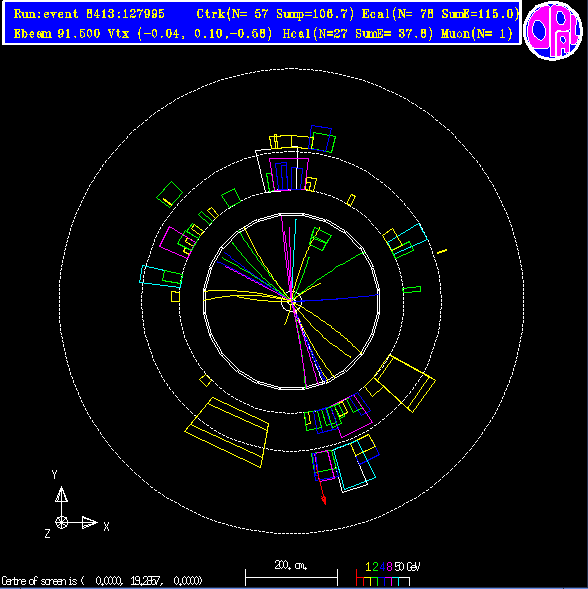 Run:event 8413:127995 Ctrk(N= 57 Sump=106.7) Ecal(N= 78 SumE=115.0)
Ebeam 91.500 Vtx (-0.04, 0.10,-0.58) Hcal(N=27 SumE= 37.8) Muon(N= 1)
OPAL
Y
X
Z
200. cm.
1 2 4 8 50 GeV
Centre of screen is ( 0.0000, 19.2857, 0.0000)